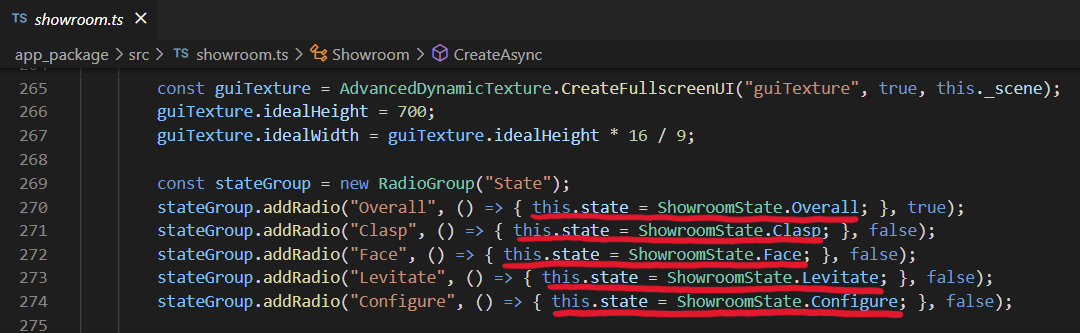 TS showroom.ts ×
app_package > src > TS showroom.ts > Showroom > CreateAsync
265 const guiTexture = AdvancedDynamicTexture.CreateFullscreenUI("guiTexture", true, this._scene);
266 guiTexture.idealHeight = 700;
267 guiTexture.idealWidth = guiTexture.idealHeight * 16 / 9;
268
269 const stateGroup = new RadioGroup("State");
270 stateGroup.addRadio("Overall", () => { this.state = ShowroomState.Overall; }, true);
271 stateGroup.addRadio("Clasp", () => { this.state = ShowroomState.Clasp; }, false);
272 stateGroup.addRadio("Face", () => { this.state = ShowroomState.Face; }, false);
273 stateGroup.addRadio("Levitate", () => { this.state = ShowroomState.Levitate; }, false);
274 stateGroup.addRadio("Configure", () => { this.state = ShowroomState.Configure; }, false);
275